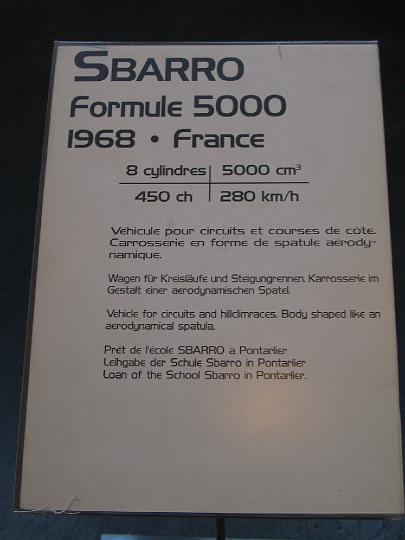 SBARRO
Formule 5000
1968 • France
8 cylindres 5000 cm³
450 ch 280 km/h
Véhicule pour circuits et courses de côte.
Carrosserie en forme de spatule aérody-
namique.
Wagen für Kreisläufe und Steigungrennen. Karrosserie im
Gestalt einer aerodynamischen Spatel.
Vehicle for circuits and hillclimraces. Body shaped like an
aerodynamical spatula.
Prêt de l'école SBARRO à Pontarlier
Leihgabe der Schule Sbarro in Pontarlier
Loan of the School Sbarro in Pontarlier.